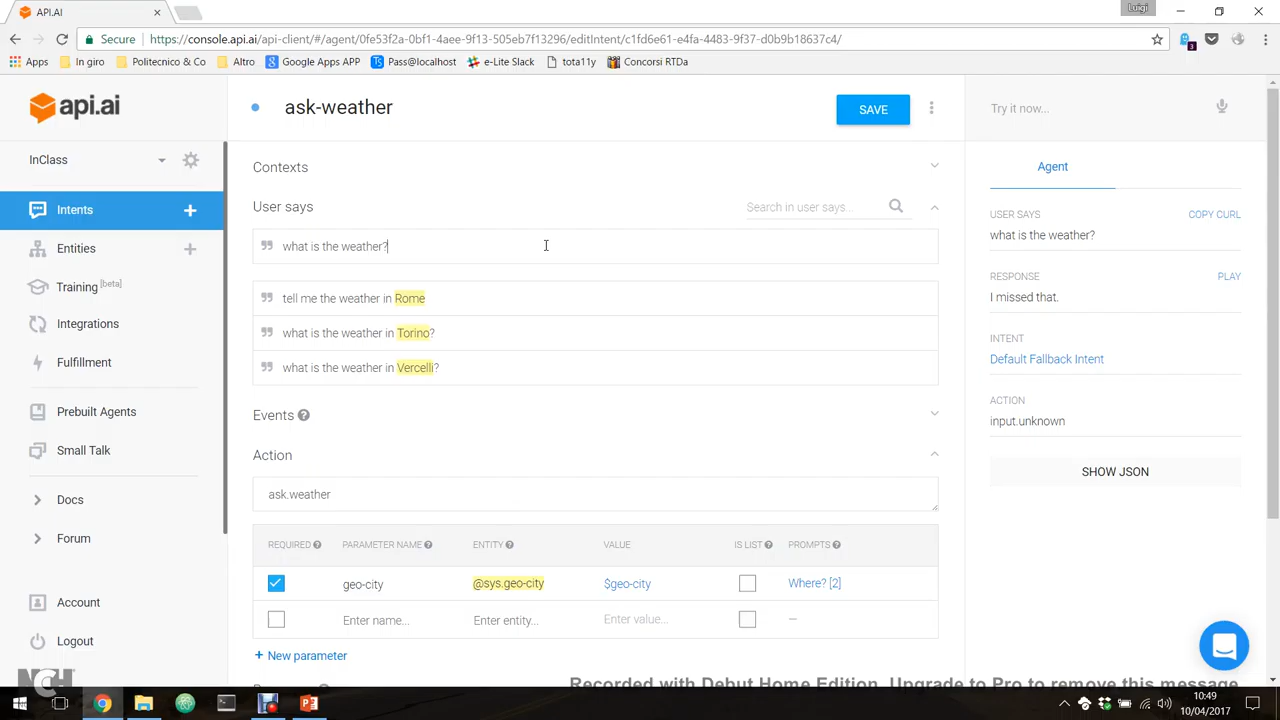 API.AI
Luigi
Secure
https://console.api.ai/api-client/#/agent/0fe53f2a-0bf1-4aee-9f13-505eb7f13296/editIntent/c1fd6e61-e4fa-4483-9f37-d0b9b18637c4/
3
Apps
In giro
Politecnico & Co
Altro
Google Apps APP
Pass@localhost
e-Lite Slack
tota11y
Concorsi RTDa
api.ai
ask-weather
SAVE
Try it now...
InClass
Contexts
Agent
Intents
User says
Search in user says...
USER SAYS
COPY CURL
what is the weather?
Entities
what is the weather?
Training [beta]
RESPONSE
PLAY
I missed that.
tell me the weather in Rome
Integrations
what is the weather in Torino?
INTENT
Default Fallback Intent
Fulfillment
what is the weather in Vercelli?
ACTION
input.unknown
Prebuilt Agents
Events
Small Talk
Action
SHOW JSON
ask.weather
Docs
Forum
REQUIRED
PARAMETER NAME
ENTITY
VALUE
IS LIST
PROMPTS
geo-city
@sys.geo-city
$geo-city
Where? [2]
Account
Enter name...
Enter entity...
Enter value...
Logout
+ New parameter
NCH
Recorded with Debut Home Edition. Upgrade to Pro to remove this message
10:49
10/04/2017